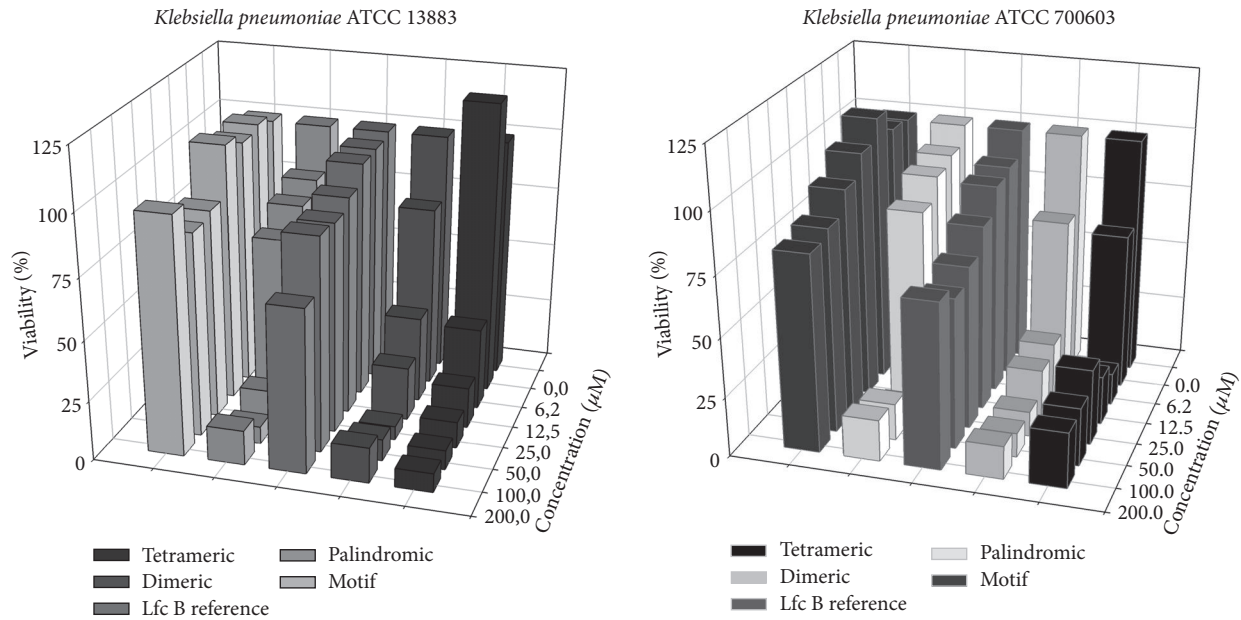 Klebsiella pneumoniae ATCC 13883
125
100
75
50
25
0
Viability (%)
0,0
6,2
12,5
25,0
50,0
100,0
200,0
Concentration (μM)
Tetrameric
Dimeric
Lfc B reference
Palindromic
Motif
Klebsiella pneumoniae ATCC 700603
125
100
75
50
25
0
Viability (%)
0.0
6.2
12.5
25.0
50.0
100.0
200.0
Concentration (μM)
Tetrameric
Dimeric
Lfc B reference
Palindromic
Motif